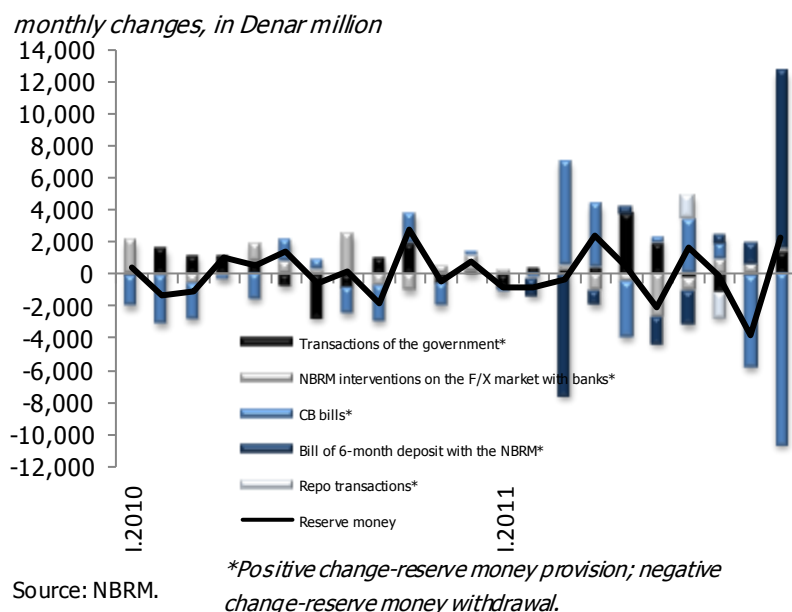 monthly changes, in Denar million
14,000
12,000
10,000
8,000
6,000
4,000
2,000
0
-2,000
-4,000
-6,000
-8,000
-10,000
-12,000
Transactions of the government*
NBRM interventions on the F/X market with banks*
CB bills*
Bill of 6-month deposit with the NBRM*
Repo transactions*
Reserve money
I.2010
I.2011
Source: NBRM.
*Positive change-reserve money provision; negative
change-reserve money withdrawal.